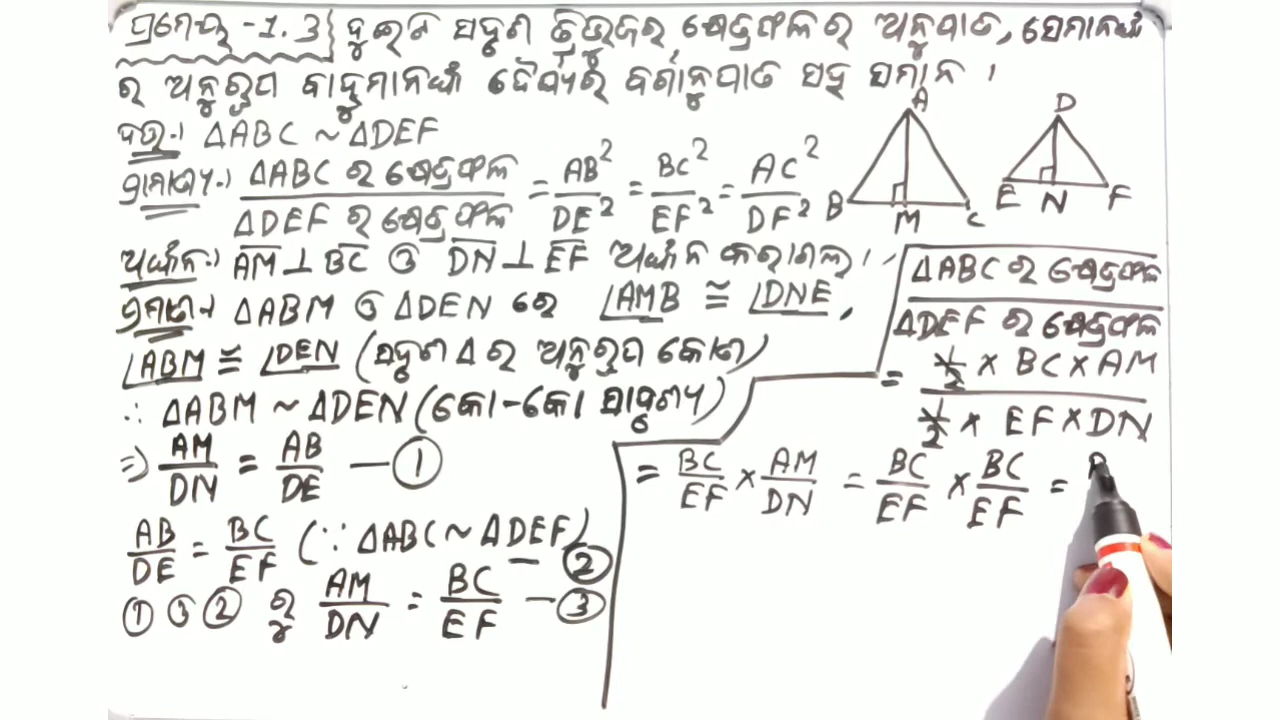 ପ୍ରମେୟ -1.3} ଦୁଇଟି ସଦୃଶ ତ୍ରିଭୁଜର କ୍ଷେତ୍ରଫଳର ଅନୁପାତ, ସେମାନଙ୍କ
ର ଅନୁରୂପ ବାହୁମାନଙ୍କ ଦୈର୍ଘ୍ୟର ବର୍ଗାନୁପାତ ସହ ସମାନ ।
ଦତ୍ତ:- ΔABC ~ ΔDEF
ପ୍ରାମାଣ୍ୟ:- ΔABC ର କ୍ଷେତ୍ରଫଳ / ΔDEF ର କ୍ଷେତ୍ରଫଳ = AB² / DE² = BC² / EF² = AC² / DF²
A
B M C
D
E N F
ଅଙ୍କନ:- AM ⊥ BC ଓ DN ⊥ EF ଅଙ୍କନ କରାଗଲା ।
ପ୍ରମାଣ:- ΔABM ଓ ΔDEN ରେ ∠AMB ≅ ∠DNE,
∠ABM ≅ ∠DEN (ସଦୃଶ Δ ର ଅନୁରୂପ କୋଣ)
∴ ΔABM ~ ΔDEN (କୋ-କୋ ସାଦୃଶ୍ୟ)
⇒ AM / DN = AB / DE — ①
AB / DE = BC / EF (∵ ΔABC ~ ΔDEF) — ②
① ଓ ② ରୁ AM / DN = BC / EF — ③
ΔABC ର କ୍ଷେତ୍ରଫଳ / ΔDEF ର କ୍ଷେତ୍ରଫଳ
= ½ × BC × AM / ½ × EF × DN
= BC / EF × AM / DN = BC / EF × BC / EF =